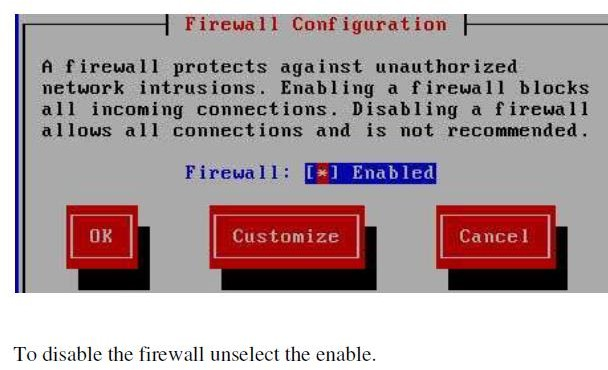 Firewall Configuration
A firewall protects against unauthorized
network intrusions. Enabling a firewall blocks
all incoming connections. Disabling a firewall
allows all connections and is not recommended.
Firewall: [*] Enabled
OK Customize Cancel
To disable the firewall unselect the enable.